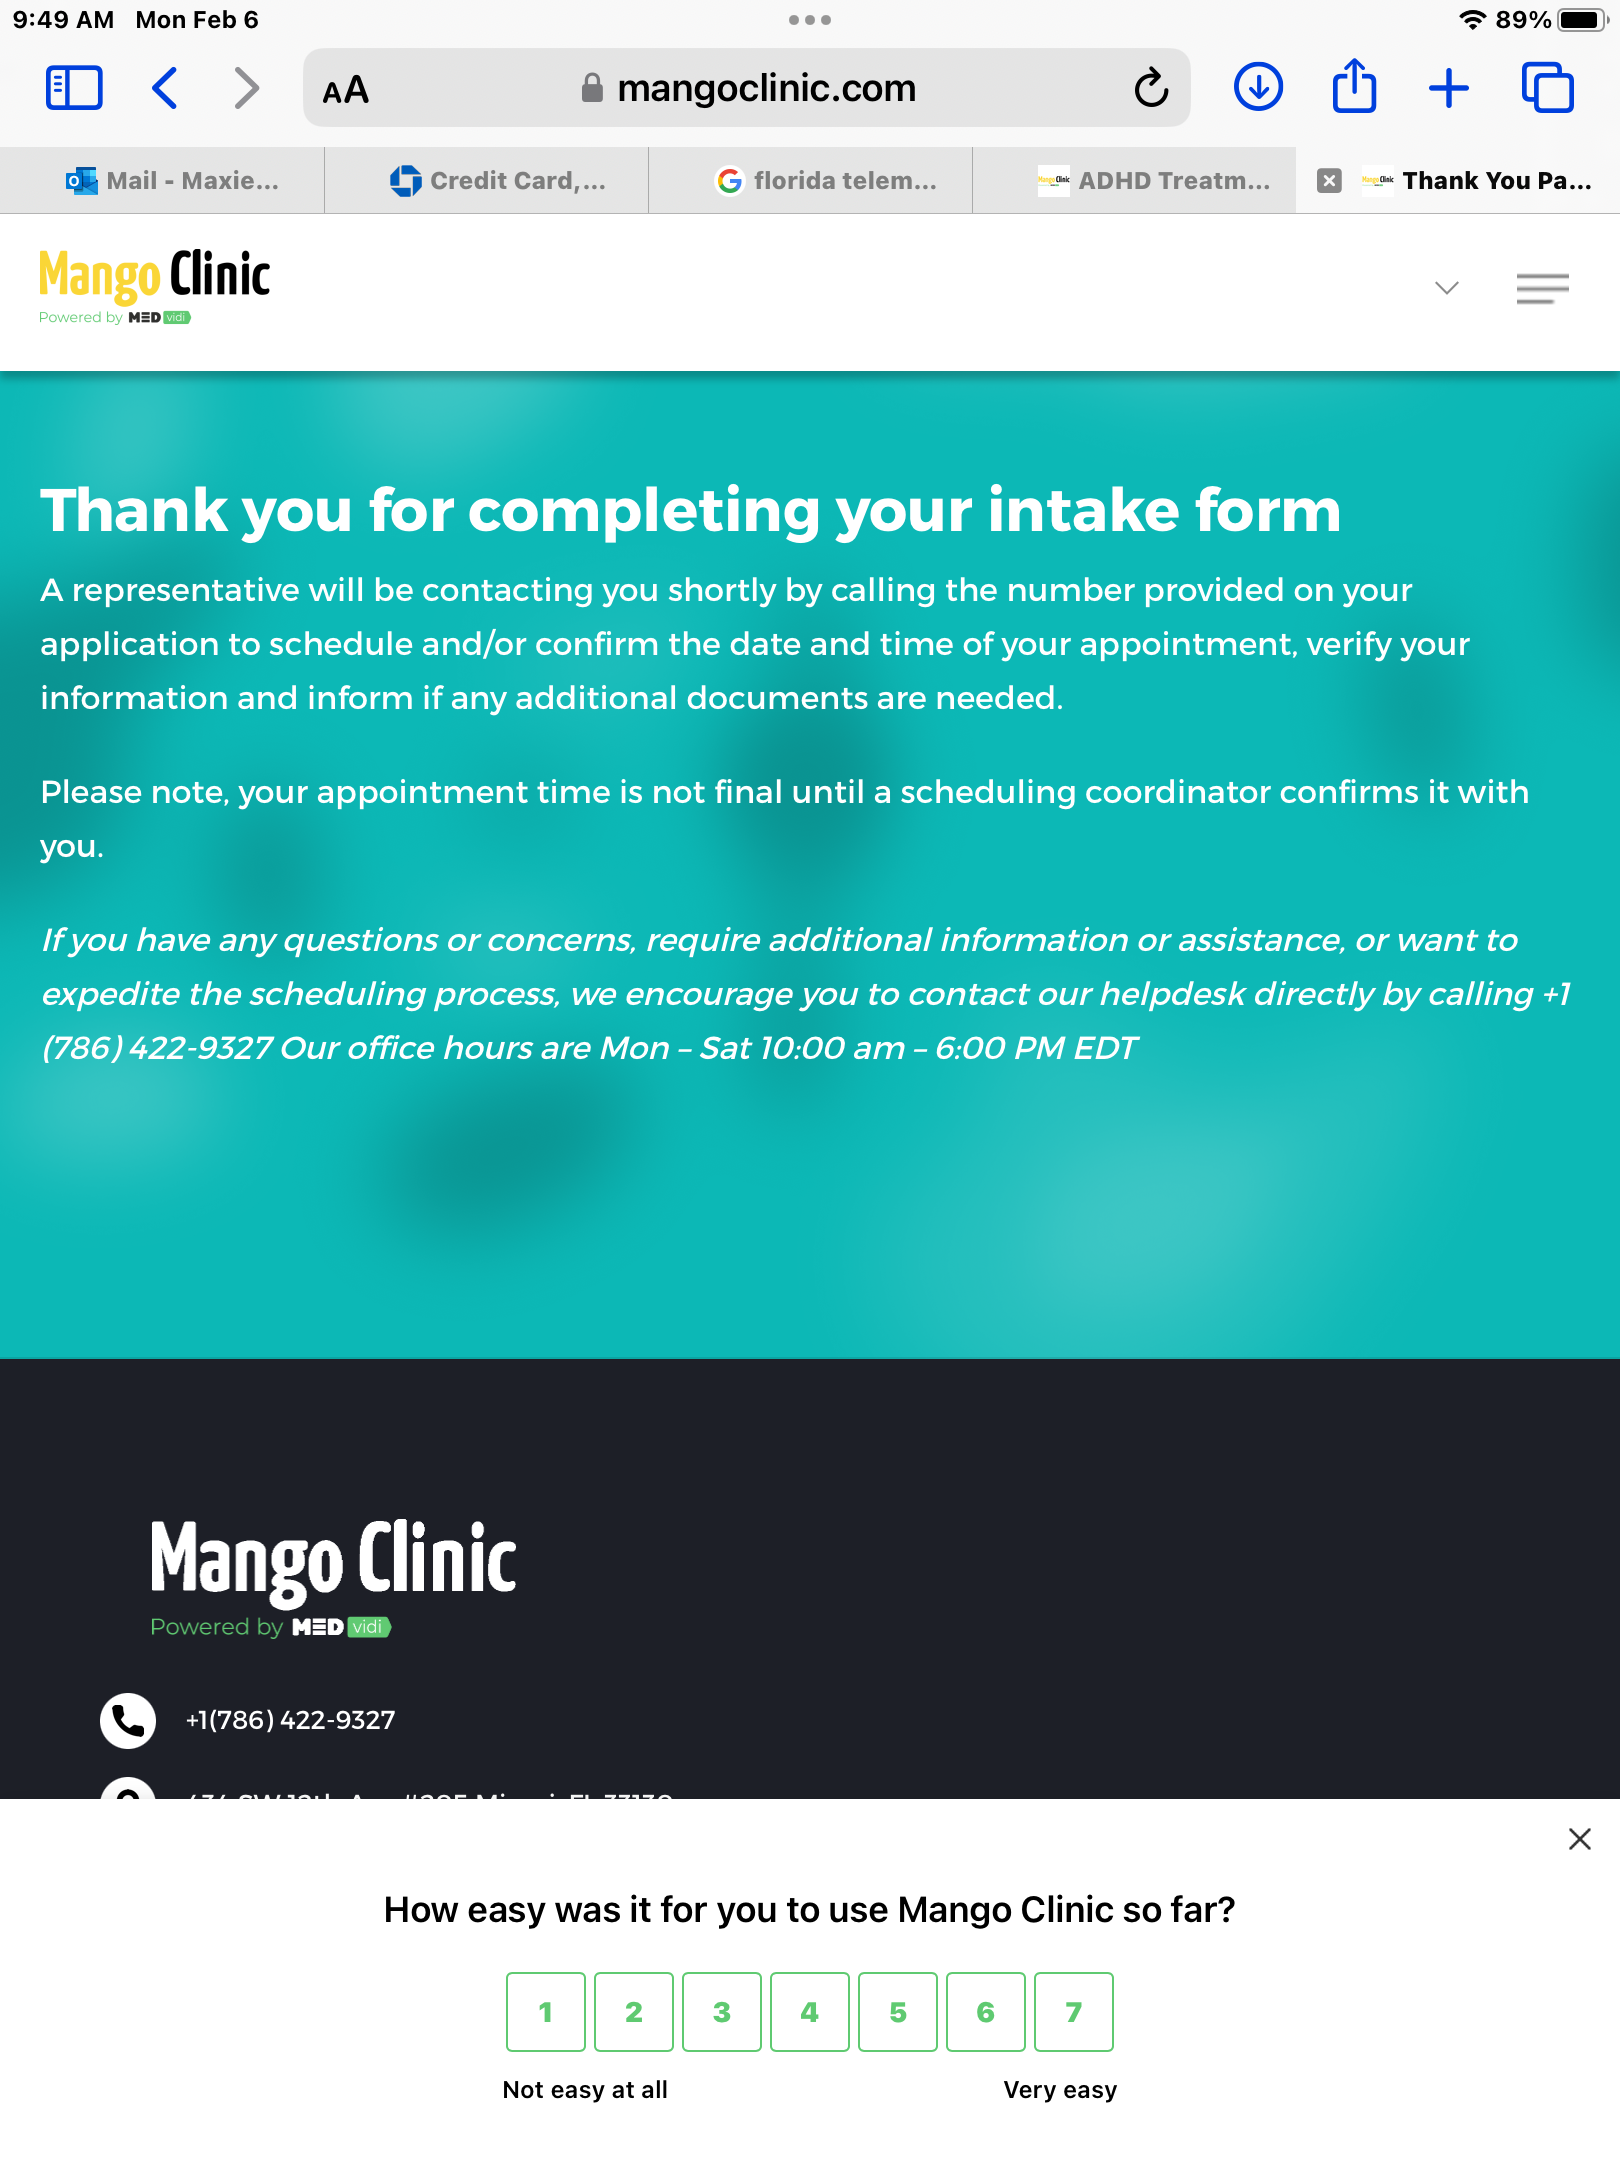 9:49 AM Mon Feb 6
89%
AA mangoclinic.com
Mail - Maxie... Credit Card,... florida telem... ADHD Treatm... Thank You Pa...
Mango Clinic
Powered by MED vidi
Thank you for completing your intake form
A representative will be contacting you shortly by calling the number provided on your
application to schedule and/or confirm the date and time of your appointment, verify your
information and inform if any additional documents are needed.
Please note, your appointment time is not final until a scheduling coordinator confirms it with
you.
If you have any questions or concerns, require additional information or assistance, or want to
expedite the scheduling process, we encourage you to contact our helpdesk directly by calling +1
(786) 422-9327 Our office hours are Mon – Sat 10:00 am – 6:00 PM EDT
Mango Clinic
Powered by MED vidi
+1(786) 422-9327
How easy was it for you to use Mango Clinic so far?
1 2 3 4 5 6 7
Not easy at all Very easy